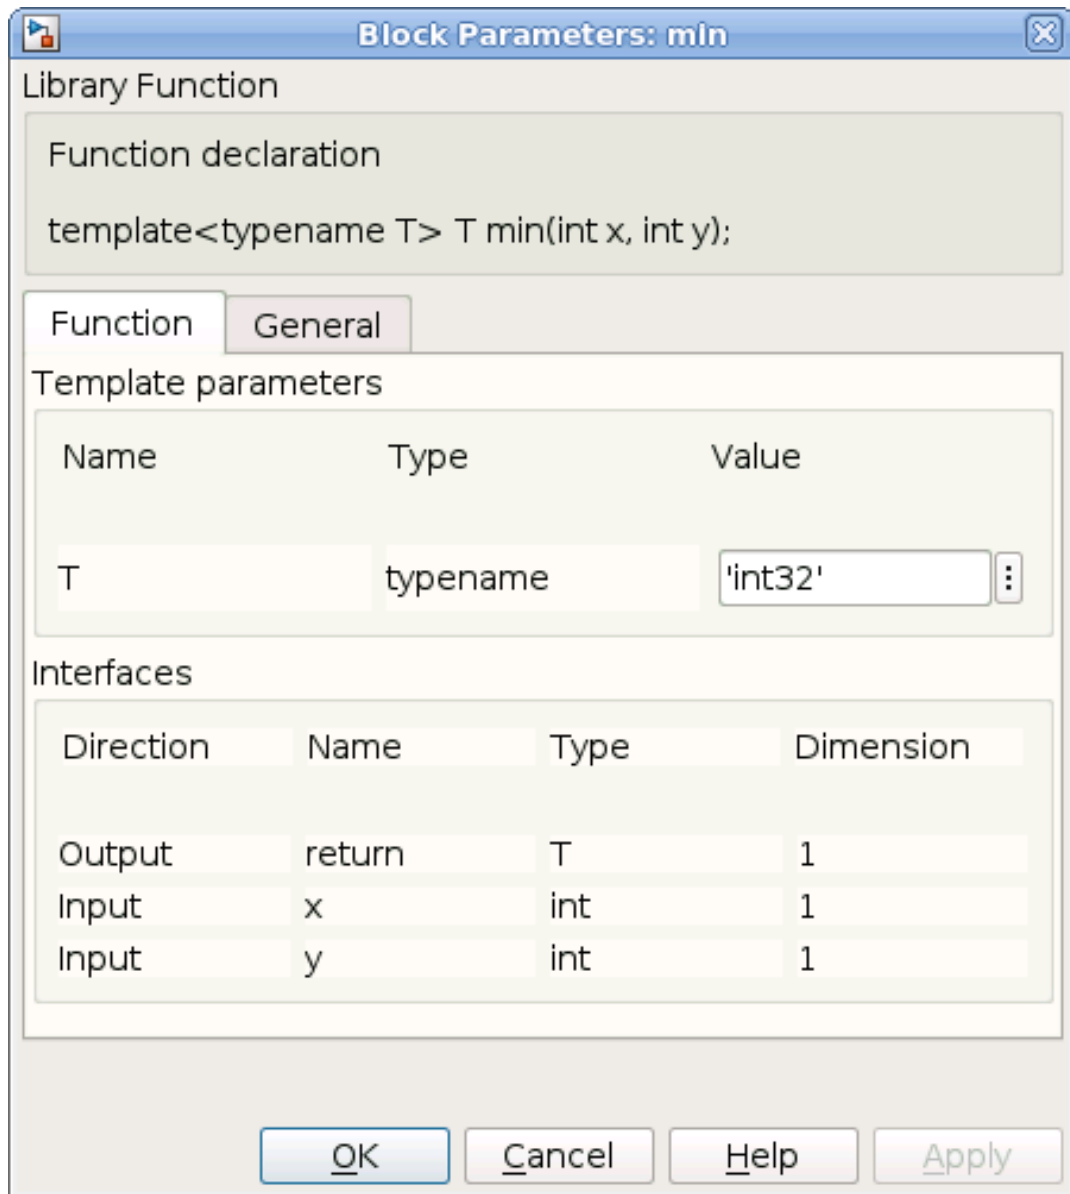 Block Parameters: min
Library Function
Function declaration
template<typename T> T min(int x, int y);
Function General
Template parameters
Name Type Value
T typename 'int32'
Interfaces
Direction Name Type Dimension
Output return T 1
Input x int 1
Input y int 1
OK Cancel Help Apply